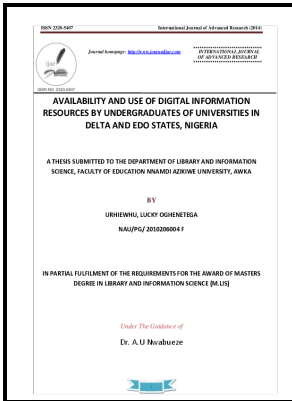 ISSN 2320-5407 International Journal of Advanced Research (2014)
Journal homepage: http://www.journalijar.com
INTERNATIONAL JOURNAL
OF ADVANCED RESEARCH
ijar
ISSN NO. 2320-5407
AVAILABILITY AND USE OF DIGITAL INFORMATION
RESOURCES BY UNDERGRADUATES OF UNIVERSITIES IN
DELTA AND EDO STATES, NIGERIA
A THESIS SUBMITTED TO THE DEPARTMENT OF LIBRARY AND INFORMATION
SCIENCE, FACULTY OF EDUCATION NNAMDI AZIKIWE UNIVERSITY, AWKA
BY
URHIEWHU, LUCKY OGHENETEGA
NAU/PG/ 2010206004 F
IN PARTIAL FULFILMENT OF THE REQUIREMENTS FOR THE AWARD OF MASTERS
DEGREE IN LIBRARY AND INFORMATION SCIENCE (M.LIS)
Under The Guidance of
Dr. A.U Nwabueze